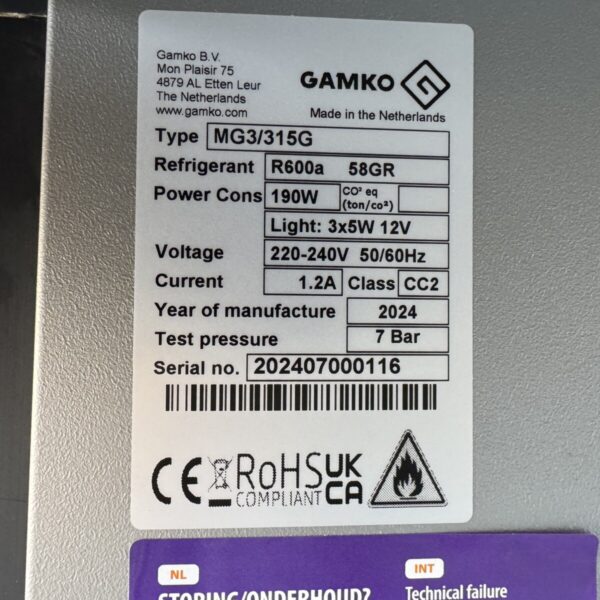 Gamko B.V.
Mon Plaisir 75
4879 AL Etten Leur
The Netherlands
www.gamko.com
GAMKO
Made in the Netherlands
Type MG3/315G
Refrigerant R600a 58GR
Power Cons 190W CO² eq (ton/co²)
Light: 3x5W 12V
Voltage 220-240V 50/60Hz
Current 1.2A Class CC2
Year of manufacture 2024
Test pressure 7 Bar
Serial no. 202407000116
CE RoHS COMPLIANT UK CA
NL
STORING/ONDERHOUD?
INT
Technical failure